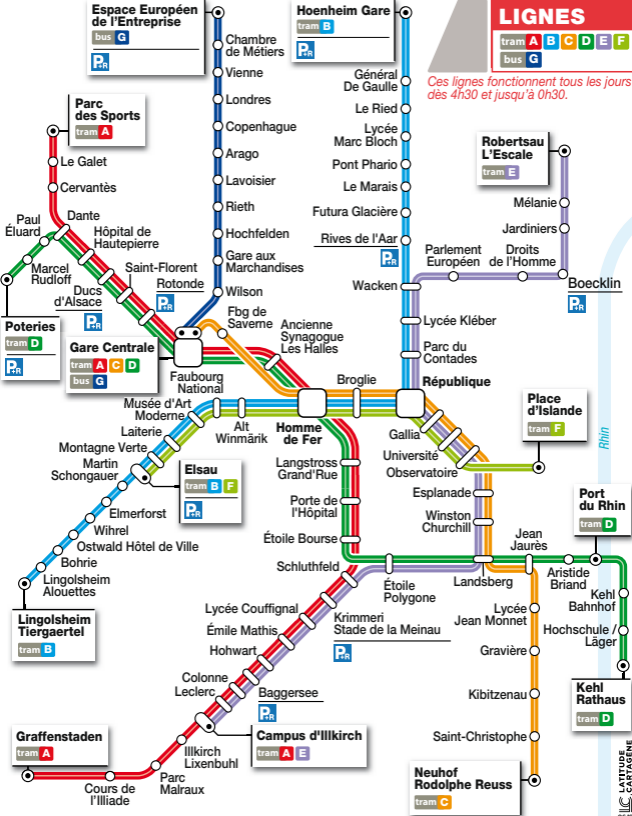 Espace Européen
de l'Entreprise
bus G
P+R
Hoenheim Gare
tram B
P+R
LIGNES
tram A B C D E F
bus G
Ces lignes fonctionnent tous les jours
dès 4h30 et jusqu'à 0h30.
Chambre
de Métiers
Vienne
Londres
Copenhague
Arago
Lavoisier
Rieth
Hochfelden
Gare aux
Marchandises
Wilson
Général
De Gaulle
Le Ried
Lycée
Marc Bloch
Pont Phario
Le Marais
Futura Glacière
Rives de l'Aar
P+R
Wacken
Lycée Kléber
Parc du
Contades
République
Parc
des Sports
tram A
Le Galet
Cervantès
Dante
Paul
Éluard
Marcel
Rudloff
Poteries
tram D
P+R
Hôpital de
Hautepierre
Ducs
d'Alsace
P+R
Saint-Florent
Rotonde
P+R
Gare Centrale
tram A C D
bus G
Faubourg
National
Fbg de
Saverne
Ancienne
Synagogue
Les Halles
Robertsau
L'Escale
tram E
Mélanie
Jardiniers
Parlement
Européen
Droits
de l'Homme
Boecklin
P+R
Broglie
Homme
de Fer
Musée d'Art
Moderne
Alt
Winmärik
Laiterie
Montagne Verte
Martin
Schongauer
Elsau
tram B F
P+R
Elmerforst
Wihrel
Ostwald Hôtel de Ville
Bohrie
Lingolsheim
Alouettes
Lingolsheim
Tiergaertel
tram B
Gallia
Université
Observatoire
Place
d'Islande
tram F
Rhin
Esplanade
Winston
Churchill
Landsberg
Langstross
Grand'Rue
Porte de
l'Hôpital
Étoile Bourse
Schluthfeld
Étoile
Polygone
Krimmeri
Stade de la Meinau
P+R
Lycée Couffignal
Émile Mathis
Hohwart
Colonne
Leclerc
Baggersee
P+R
Campus d'Illkirch
tram A E
Illkirch
Lixenbuhl
Parc
Malraux
Cours de
l'Illiade
Graffenstaden
tram A
Jean
Jaurès
Aristide
Briand
Port
du Rhin
tram D
Kehl
Bahnhof
Hochschule /
Läger
Kehl
Rathaus
tram D
Lycée
Jean Monnet
Gravière
Kibitzenau
Saint-Christophe
Neuhof
Rodolphe Reuss
tram C
LC LATITUDE
CARTAGÈNE